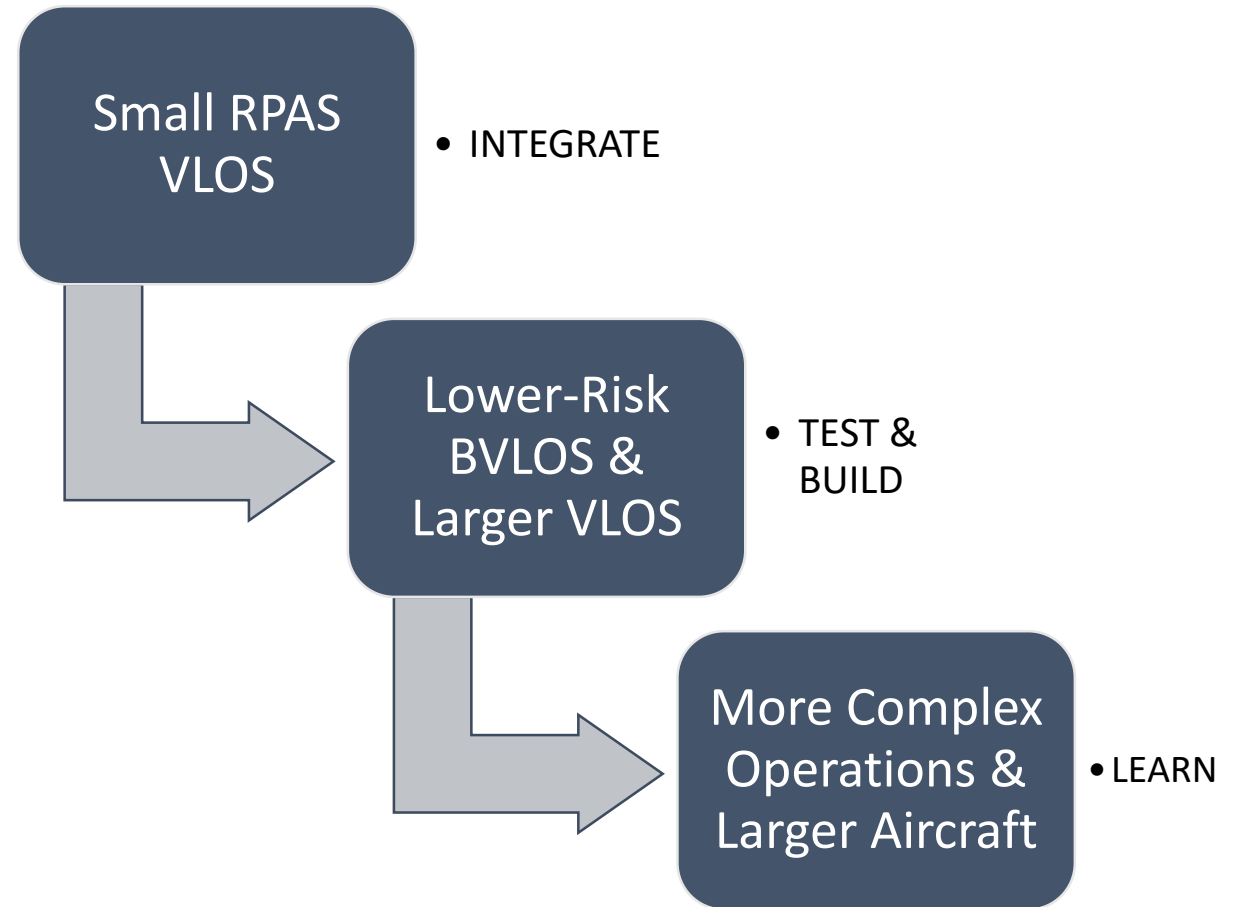 Small RPAS
VLOS
• INTEGRATE
Lower-Risk
BVLOS &
Larger VLOS
• TEST &
BUILD
More Complex
Operations &
Larger Aircraft
• LEARN